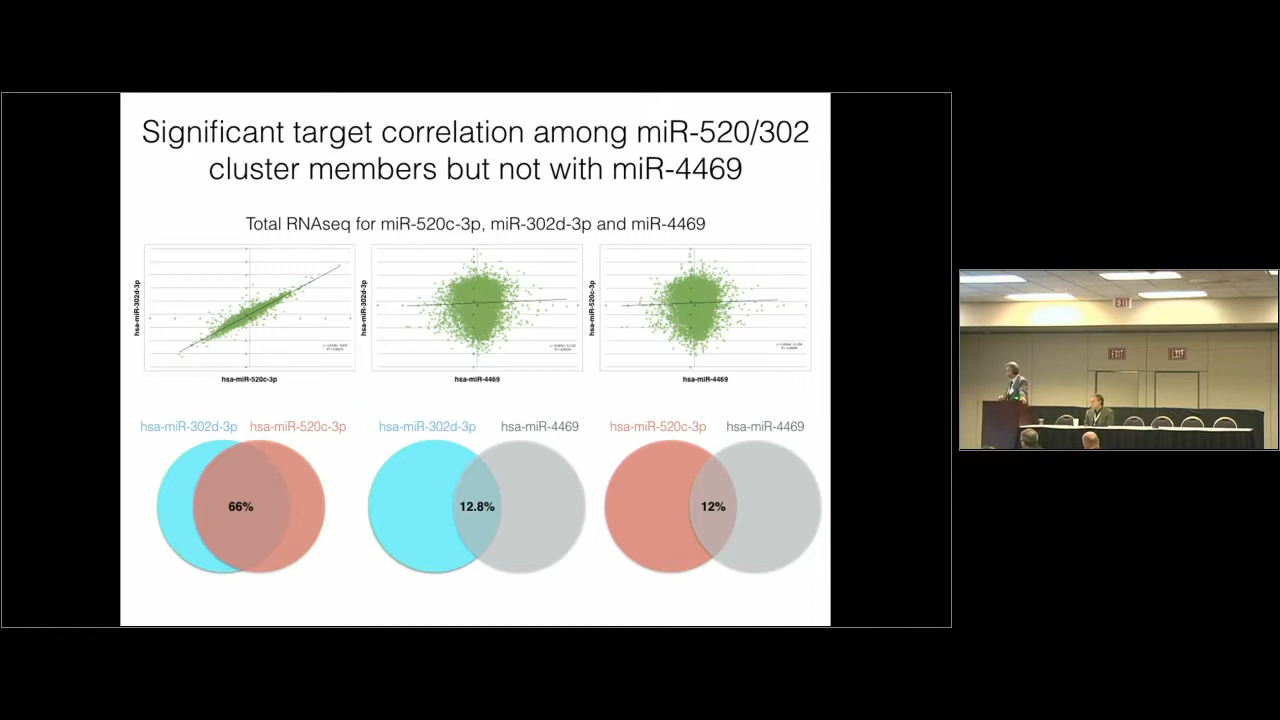 Significant target correlation among miR-520/302
cluster members but not with miR-4469
Total RNAseq for miR-520c-3p, miR-302d-3p and miR-4469
hsa-miR-302d-3p
hsa-miR-302d-3p
hsa-miR-520c-3p
hsa-miR-520c-3p
hsa-miR-4469
hsa-miR-4469
hsa-miR-302d-3p hsa-miR-520c-3p
hsa-miR-302d-3p hsa-miR-4469
hsa-miR-520c-3p hsa-miR-4469
66%
12.8%
12%
EXIT
EXIT
EXIT